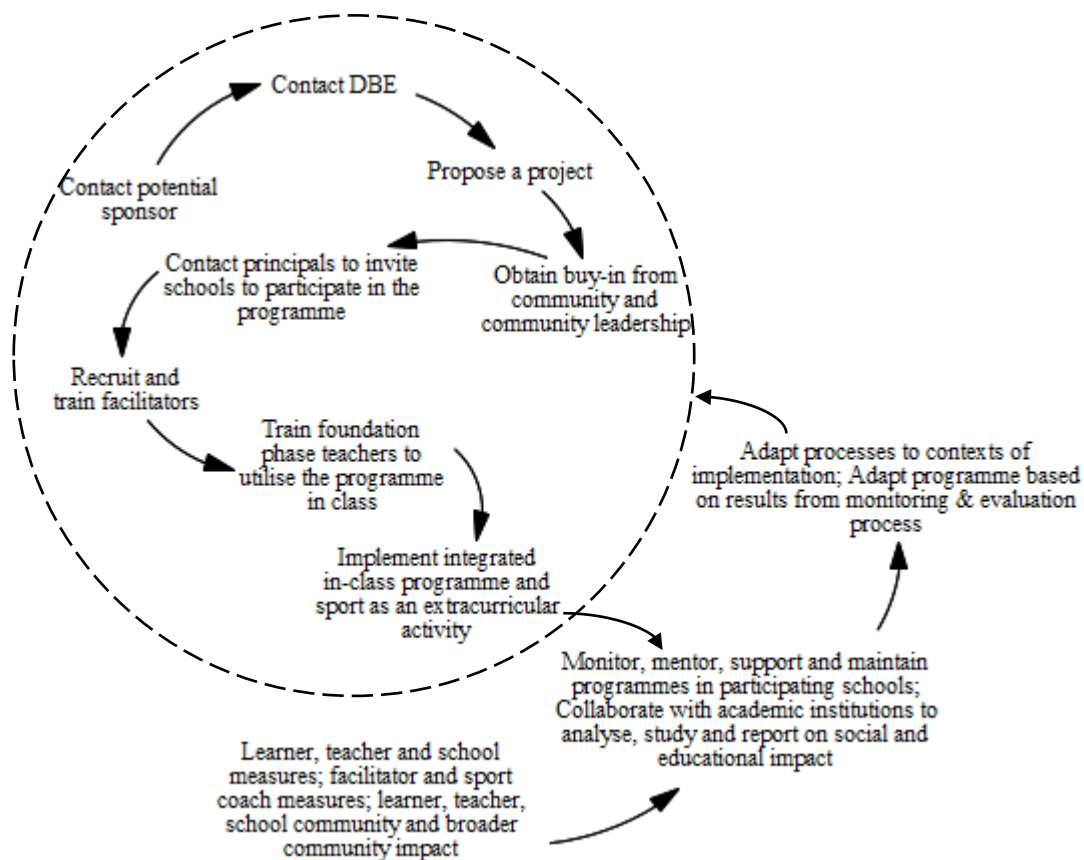 Contact DBE
Propose a project
Contact potential
sponsor
Contact principals to invite
schools to participate in the
programme
Obtain buy-in from
community and
community leadership
Recruit and
train facilitators
Train foundation
phase teachers to
utilise the programme
in class
Adapt processes to contexts of
implementation; Adapt programme based
on results from monitoring & evaluation
process
Implement integrated
in-class programme and
sport as an extracurricular
activity
Monitor, mentor, support and maintain
programmes in participating schools;
Collaborate with academic institutions to
analyse, study and report on social and
educational impact
Learner, teacher and school
measures; facilitator and sport
coach measures; learner, teacher,
school community and broader
community impact